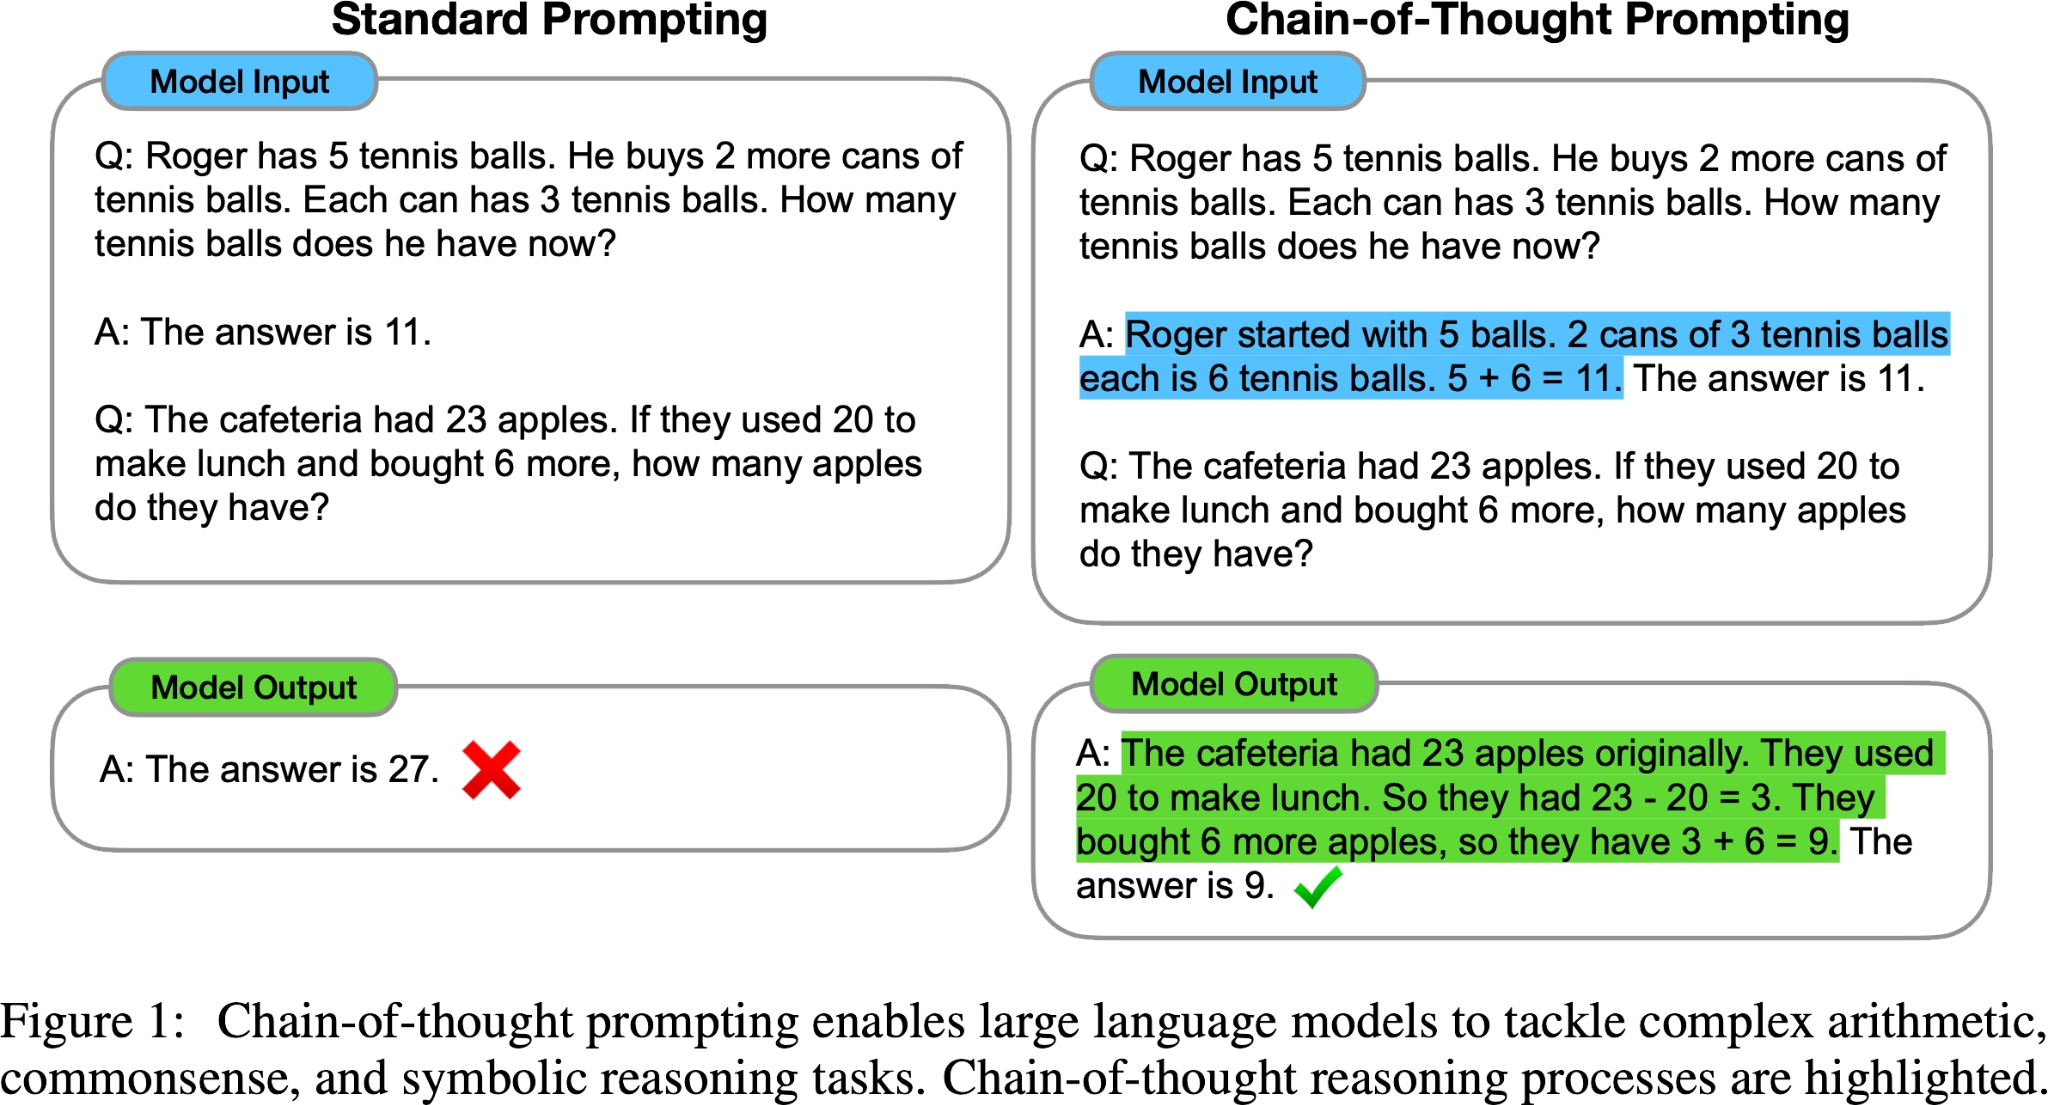 Standard Prompting
Model Input
Q: Roger has 5 tennis balls. He buys 2 more cans of
tennis balls. Each can has 3 tennis balls. How many
tennis balls does he have now?
A: The answer is 11.
Q: The cafeteria had 23 apples. If they used 20 to
make lunch and bought 6 more, how many apples
do they have?
Model Output
A: The answer is 27.
Chain-of-Thought Prompting
Model Input
Q: Roger has 5 tennis balls. He buys 2 more cans of
tennis balls. Each can has 3 tennis balls. How many
tennis balls does he have now?
A: Roger started with 5 balls. 2 cans of 3 tennis balls
each is 6 tennis balls. 5 + 6 = 11. The answer is 11.
Q: The cafeteria had 23 apples. If they used 20 to
make lunch and bought 6 more, how many apples
do they have?
Model Output
A: The cafeteria had 23 apples originally. They used
20 to make lunch. So they had 23 - 20 = 3. They
bought 6 more apples, so they have 3 + 6 = 9. The
answer is 9.
Figure 1: Chain-of-thought prompting enables large language models to tackle complex arithmetic,
commonsense, and symbolic reasoning tasks. Chain-of-thought reasoning processes are highlighted.